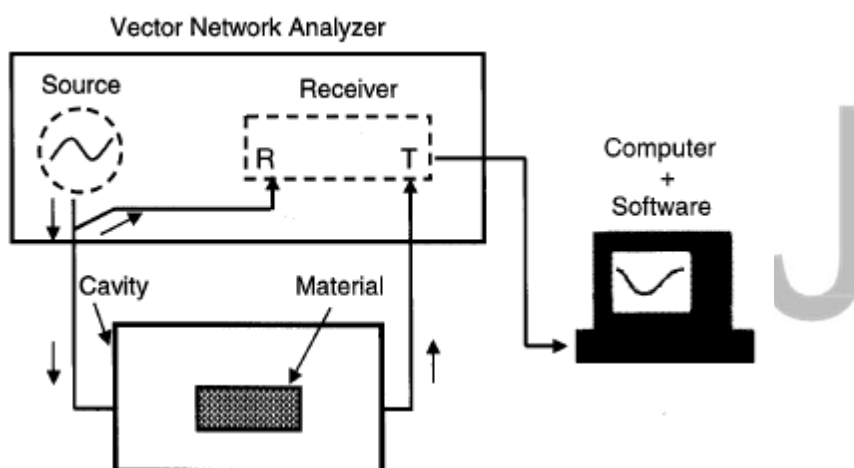 Vector Network Analyzer
Source
Receiver
R
T
Computer
+
Software
Cavity
Material
J